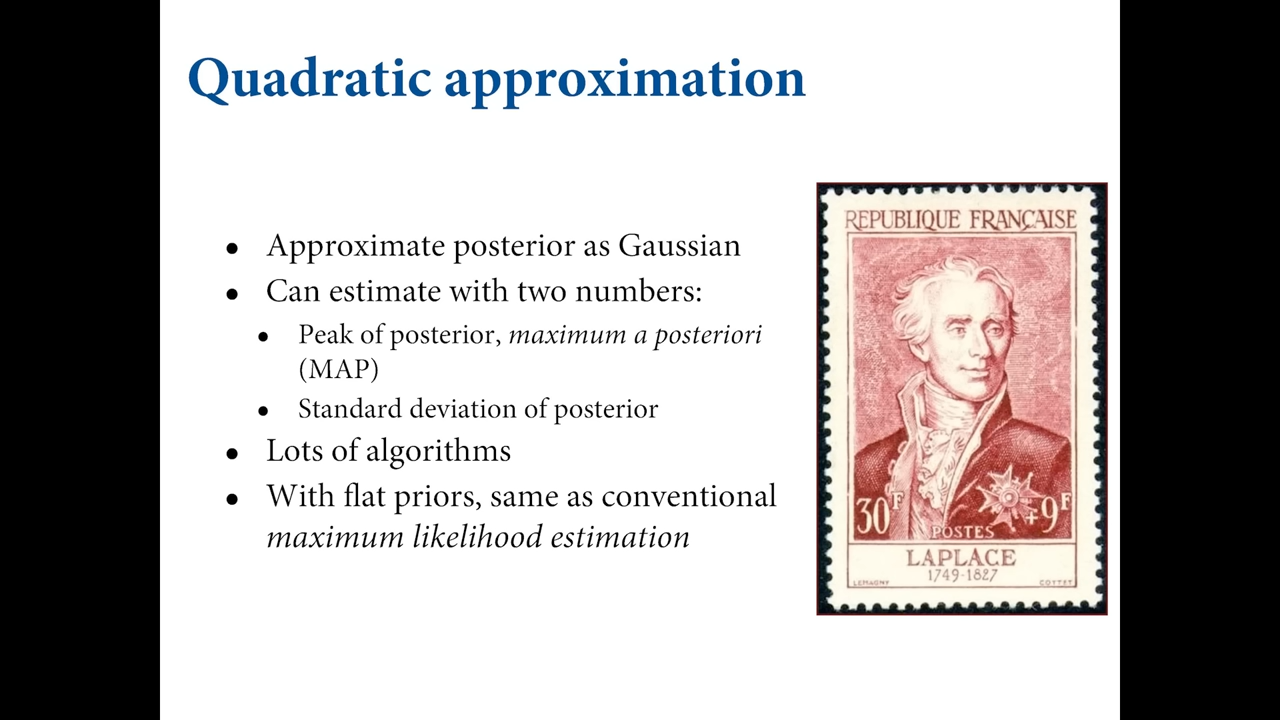 Quadratic approximation
• Approximate posterior as Gaussian
• Can estimate with two numbers:
• Peak of posterior, maximum a posteriori
(MAP)
• Standard deviation of posterior
• Lots of algorithms
• With flat priors, same as conventional
maximum likelihood estimation
REPUBLIQUE FRANÇAISE
30F
+9F
POSTES
LAPLACE
1749-1827
LEMAGNY
COTTET